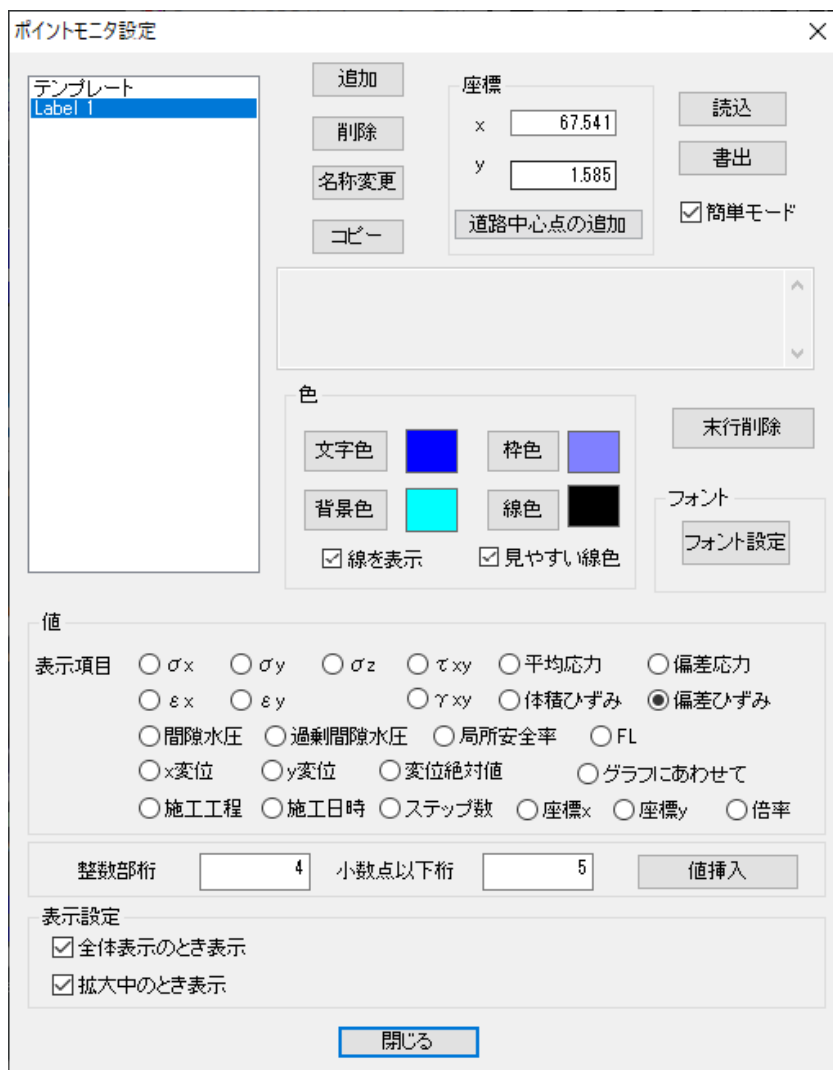 ポイントモニタ設定
テンプレート
Label 1
追加
削除
名称変更
コピー
座標
x 67.541
y 1.585
道路中心点の追加
読込
書出
簡単モード
色
文字色 枠色
背景色 線色
線を表示 見やすい線色
末行削除
フォント
フォント設定
値
表示項目 σx σy σz τxy 平均応力 偏差応力
εx εy γxy 体積ひずみ 偏差ひずみ
間隙水圧 過剰間隙水圧 局所安全率 FL
x変位 y変位 変位絶対値 グラフにあわせて
施工工程 施工日時 ステップ数 座標x 座標y 倍率
整数部桁 4 小数点以下桁 5 値挿入
表示設定
全体表示のとき表示
拡大中のとき表示
閉じる